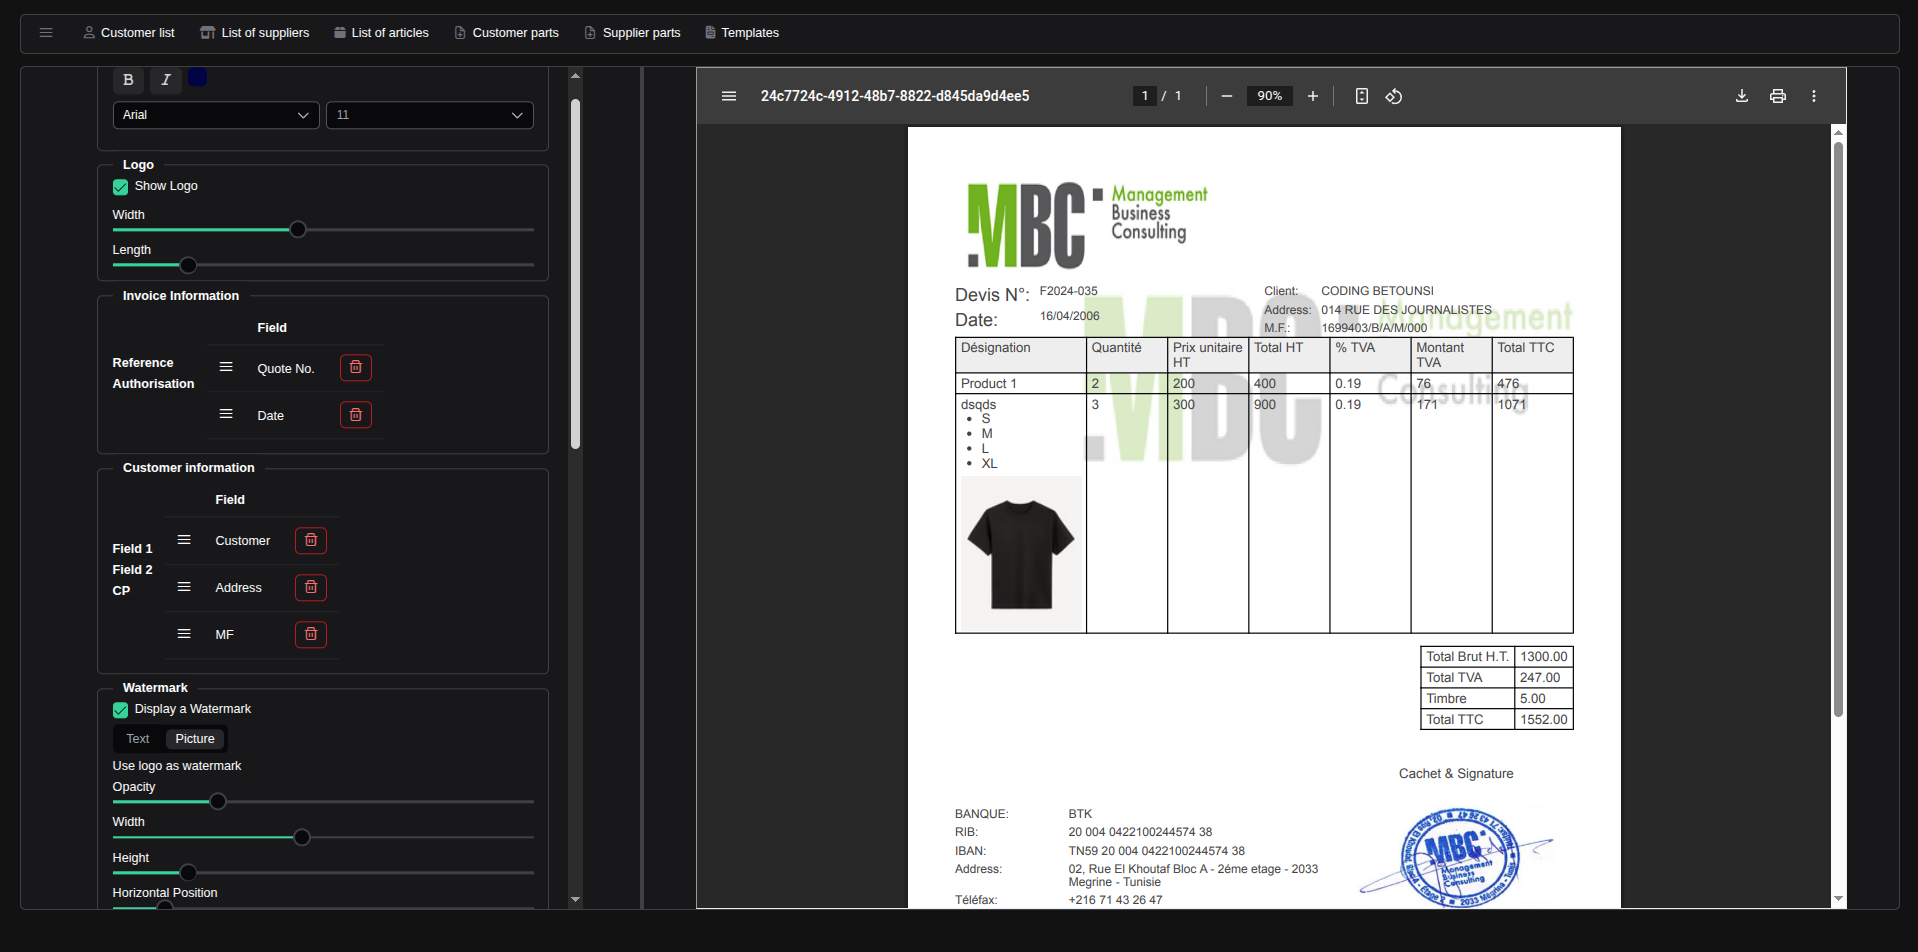 Customer list
List of suppliers
List of articles
Customer parts
Supplier parts
Templates
B I
Arial
11
Logo
Show Logo
Width
Length
Invoice Information
Field
Reference
Authorisation
Quote No.
Date
Customer information
Field
Field 1
Field 2
CP
Customer
Address
MF
Watermark
Display a Watermark
Text
Picture
Use logo as watermark
Opacity
Width
Height
Horizontal Position
24c7724c-4912-48b7-8822-d845da9d4ee5
1 / 1
90%
MBC
Management
Business
Consulting
Devis N°: F2024-035
Date: 16/04/2006
Client: CODING BETOUNSI
Address: 014 RUE DES JOURNALISTES
M.F.: 1699403/B/A/M/000
MBC
Management
Consulting
Désignation Quantité Prix unitaire HT Total HT % TVA Montant TVA Total TTC
Product 1 2 200 400 0.19 76 476
dsqds 3 300 900 0.19 171 1071
• S
• M
• L
• XL
Total Brut H.T. 1300.00
Total TVA 247.00
Timbre 5.00
Total TTC 1552.00
Cachet & Signature
BANQUE: BTK
RIB: 20 004 0422100244574 38
IBAN: TN59 20 004 0422100244574 38
Address: 02, Rue El Khoutaf Bloc A - 2éme etage - 2033
Megrine - Tunisie
Téléfax: +216 71 43 26 47
MBC
Management
Business
Consulting